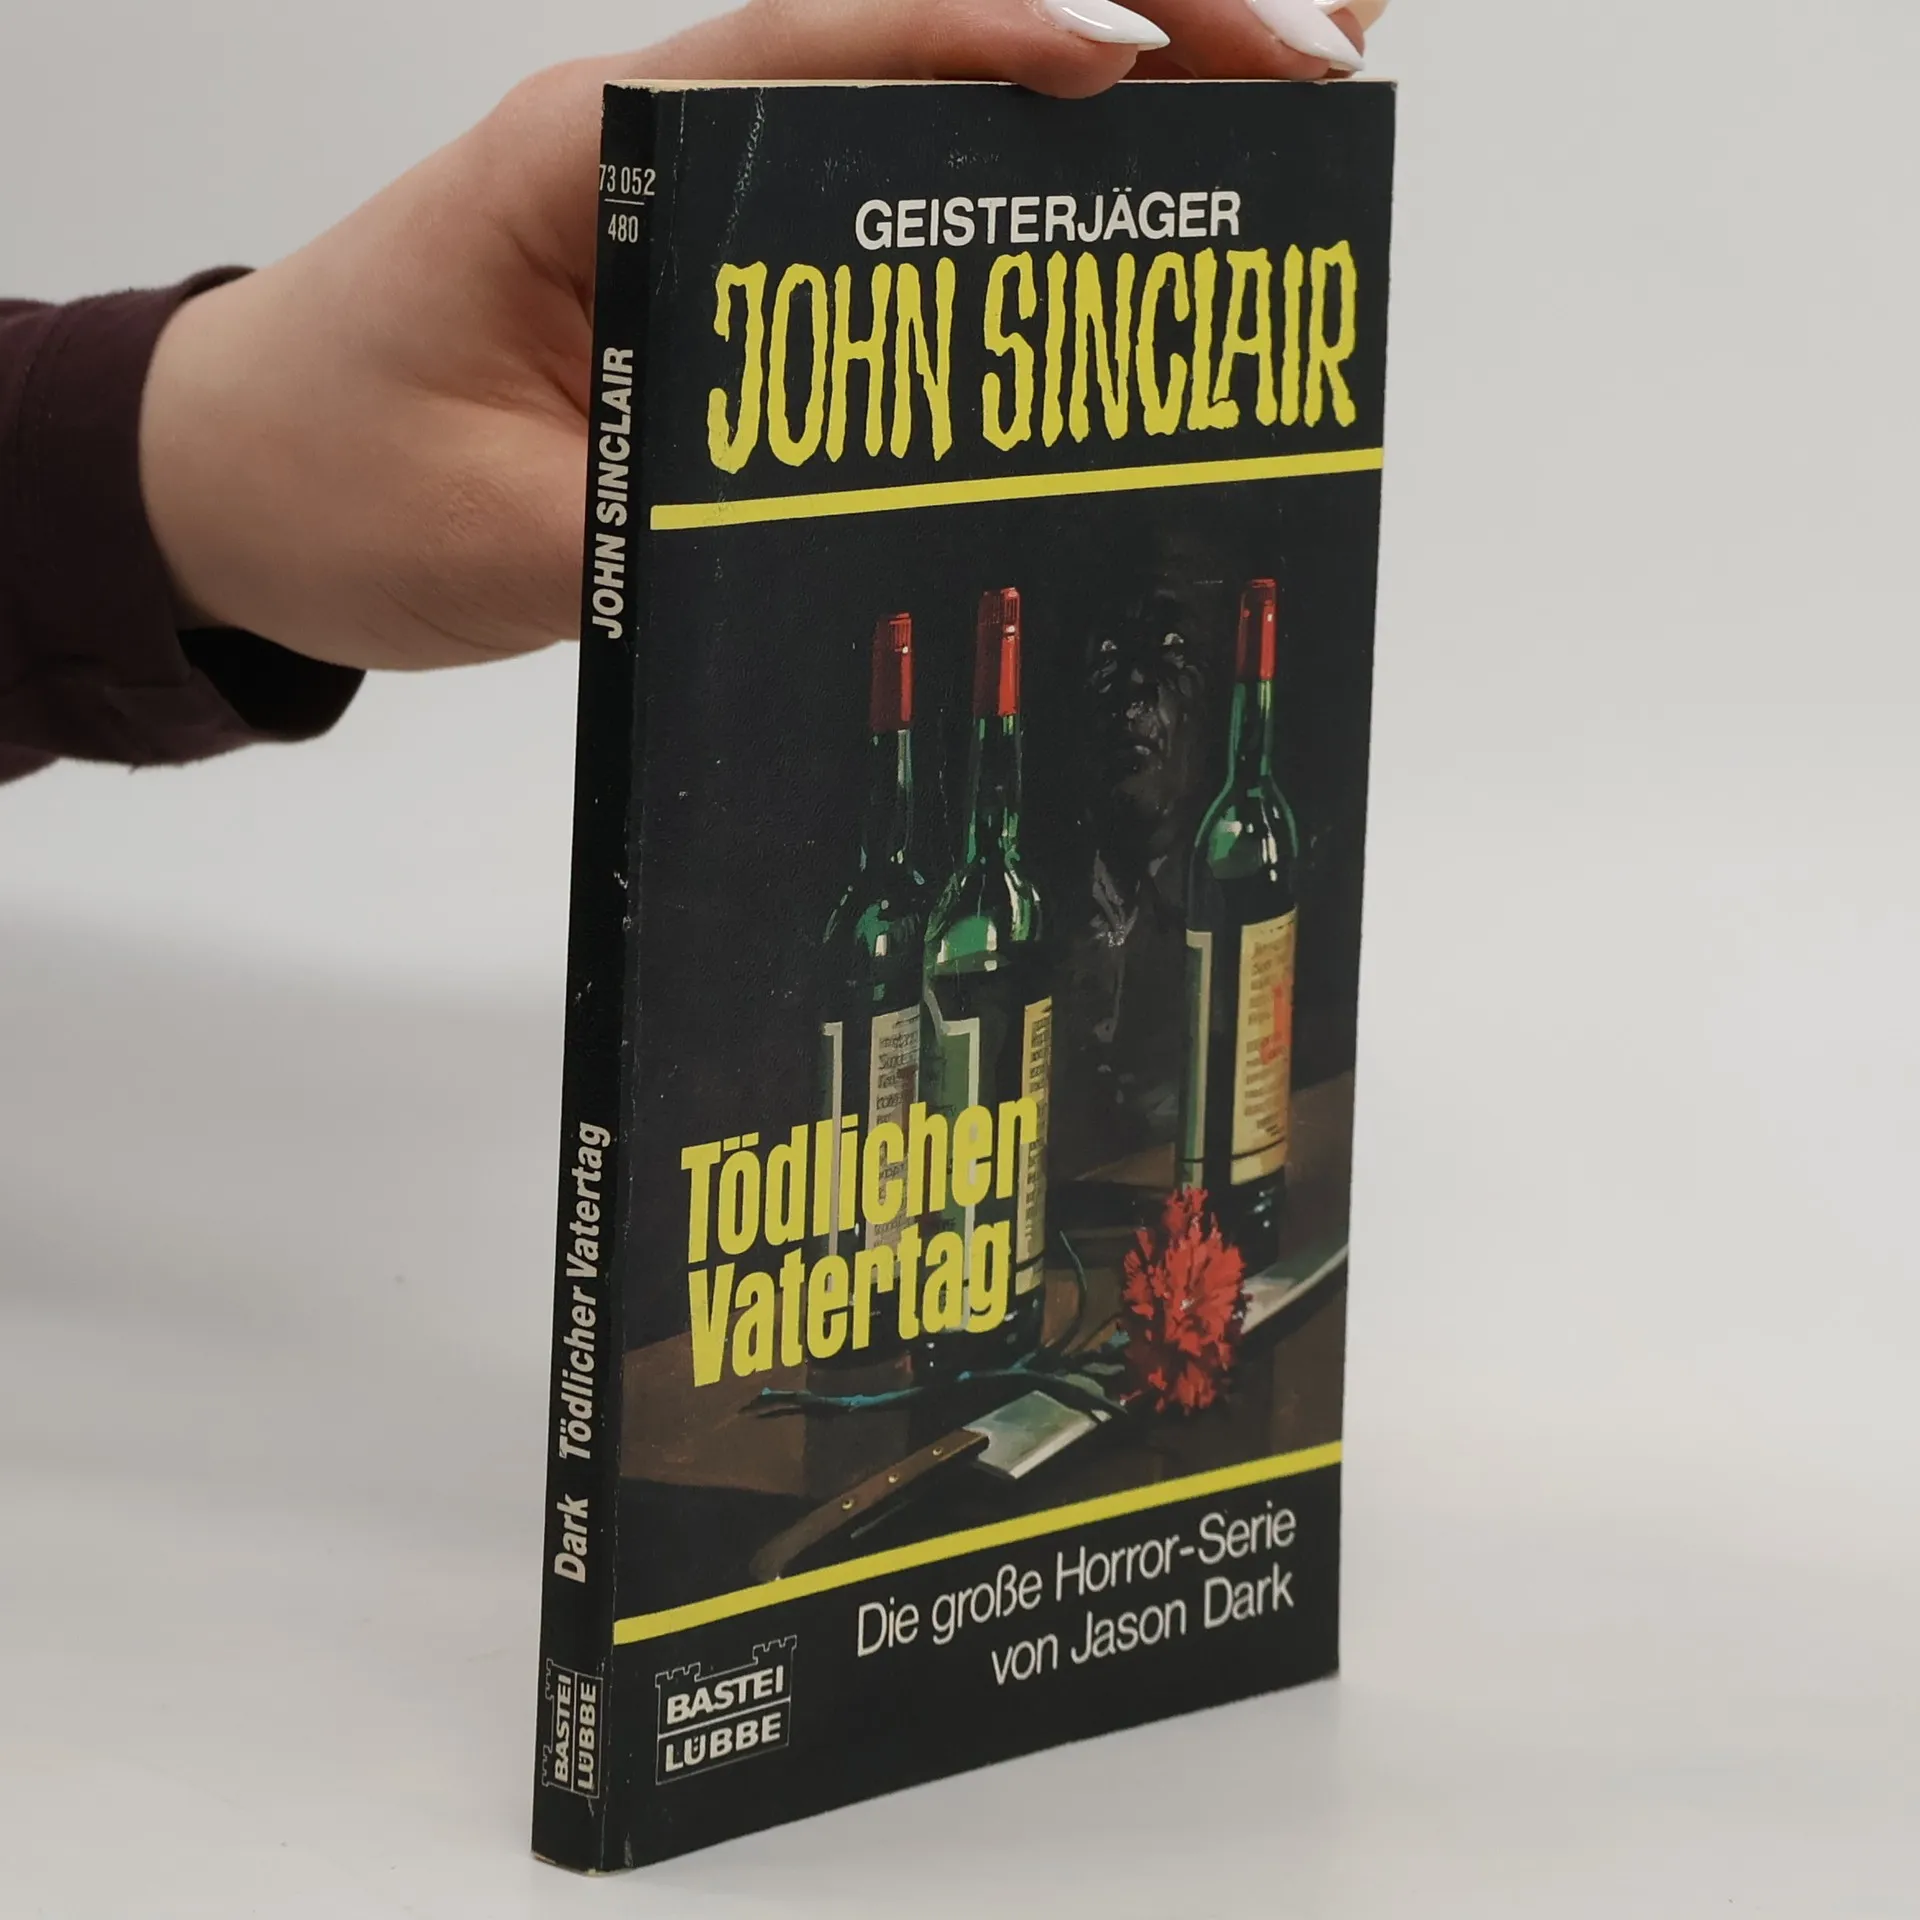 73 052
480
JOHN SINCLAIR
Dark Tödlicher Vatertag
BASTEI
LÜBBE
GEISTERJÄGER
JOHN SINCLAIR
Tödlicher
Vatertag
Die große Horror-Serie
von Jason Dark
BASTEI
LÜBBE